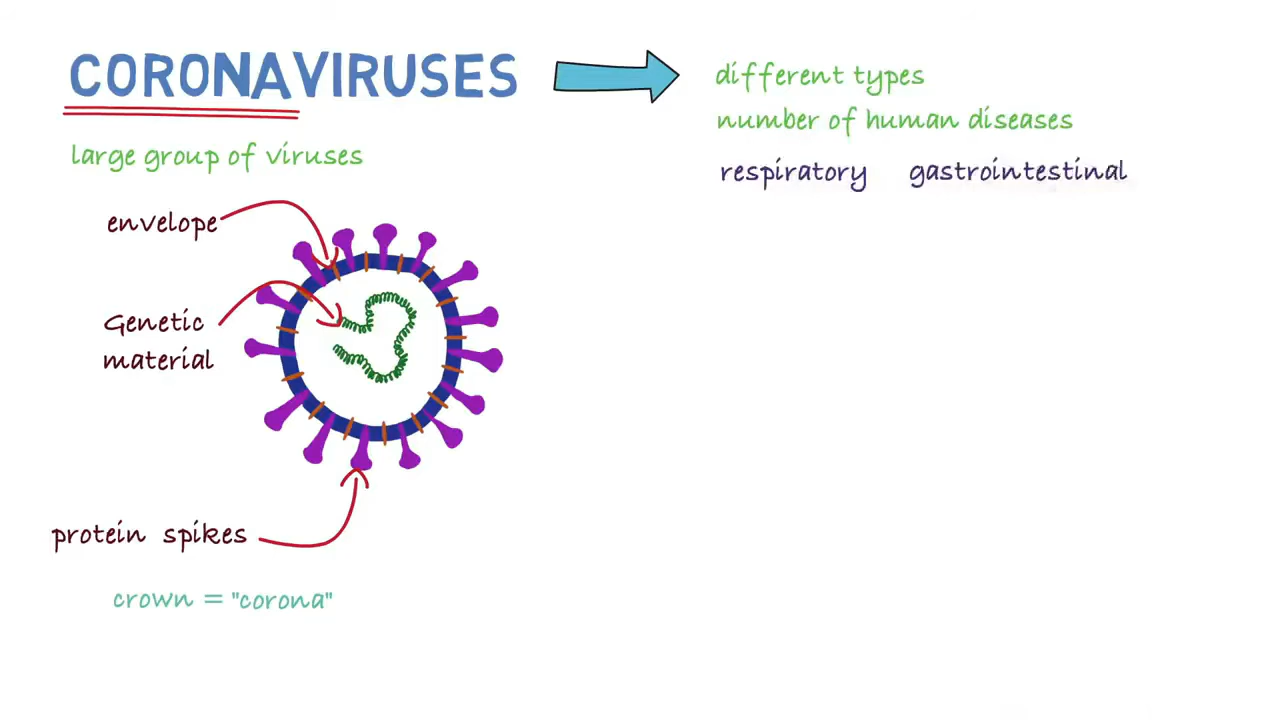 CORONAVIRUSES
large group of viruses
envelope
Genetic
material
protein spikes
crown = "corona"
different types
number of human diseases
respiratory gastrointestinal